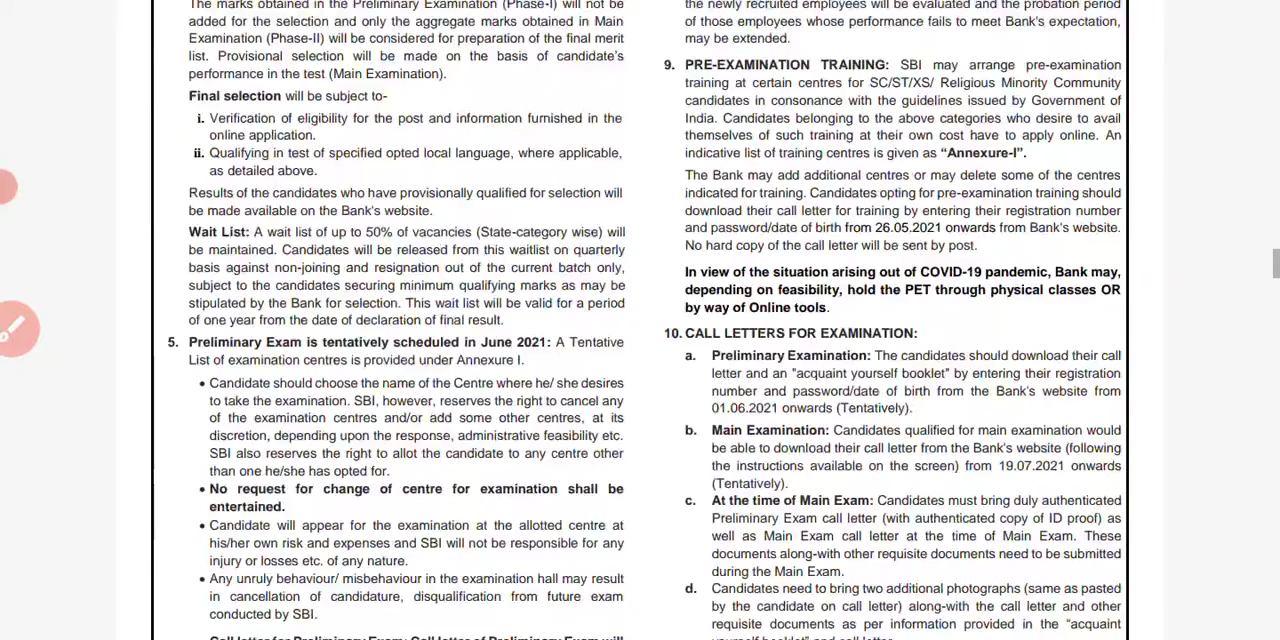 The marks obtained in the Preliminary Examination (Phase-I) will not be
added for the selection and only the aggregate marks obtained in Main
Examination (Phase-II) will be considered for preparation of the final merit
list. Provisional selection will be made on the basis of candidate's
performance in the test (Main Examination).
Final selection will be subject to-
i. Verification of eligibility for the post and information furnished in the
online application.
ii. Qualifying in test of specified opted local language, where applicable,
as detailed above.
Results of the candidates who have provisionally qualified for selection will
be made available on the Bank's website.
Wait List: A wait list of up to 50% of vacancies (State-category wise) will
be maintained. Candidates will be released from this waitlist on quarterly
basis against non-joining and resignation out of the current batch only,
subject to the candidates securing minimum qualifying marks as may be
stipulated by the Bank for selection. This wait list will be valid for a period
of one year from the date of declaration of final result.
5. Preliminary Exam is tentatively scheduled in June 2021: A Tentative
List of examination centres is provided under Annexure I.
• Candidate should choose the name of the Centre where he/ she desires
to take the examination. SBI, however, reserves the right to cancel any
of the examination centres and/or add some other centres, at its
discretion, depending upon the response, administrative feasibility etc.
SBI also reserves the right to allot the candidate to any centre other
than one he/she has opted for.
• No request for change of centre for examination shall be
entertained.
• Candidate will appear for the examination at the allotted centre at
his/her own risk and expenses and SBI will not be responsible for any
injury or losses etc. of any nature.
• Any unruly behaviour/ misbehaviour in the examination hall may result
in cancellation of candidature, disqualification from future exam
conducted by SBI.
Call letter for Preliminary Exam: Call letter of Preliminary Exam will
the newly recruited employees will be evaluated and the probation period
of those employees whose performance fails to meet Bank's expectation,
may be extended.
9. PRE-EXAMINATION TRAINING: SBI may arrange pre-examination
training at certain centres for SC/ST/XS/ Religious Minority Community
candidates in consonance with the guidelines issued by Government of
India. Candidates belonging to the above categories who desire to avail
themselves of such training at their own cost have to apply online. An
indicative list of training centres is given as “Annexure-I”.
The Bank may add additional centres or may delete some of the centres
indicated for training. Candidates opting for pre-examination training should
download their call letter for training by entering their registration number
and password/date of birth from 26.05.2021 onwards from Bank's website.
No hard copy of the call letter will be sent by post.
In view of the situation arising out of COVID-19 pandemic, Bank may,
depending on feasibility, hold the PET through physical classes OR
by way of Online tools.
10. CALL LETTERS FOR EXAMINATION:
a. Preliminary Examination: The candidates should download their call
letter and an "acquaint yourself booklet" by entering their registration
number and password/date of birth from the Bank's website from
01.06.2021 onwards (Tentatively).
b. Main Examination: Candidates qualified for main examination would
be able to download their call letter from the Bank's website (following
the instructions available on the screen) from 19.07.2021 onwards
(Tentatively).
c. At the time of Main Exam: Candidates must bring duly authenticated
Preliminary Exam call letter (with authenticated copy of ID proof) as
well as Main Exam call letter at the time of Main Exam. These
documents along-with other requisite documents need to be submitted
during the Main Exam.
d. Candidates need to bring two additional photographs (same as pasted
by the candidate on call letter) along-with the call letter and other
requisite documents as per information provided in the “acquaint
yourself booklet” and call letter.